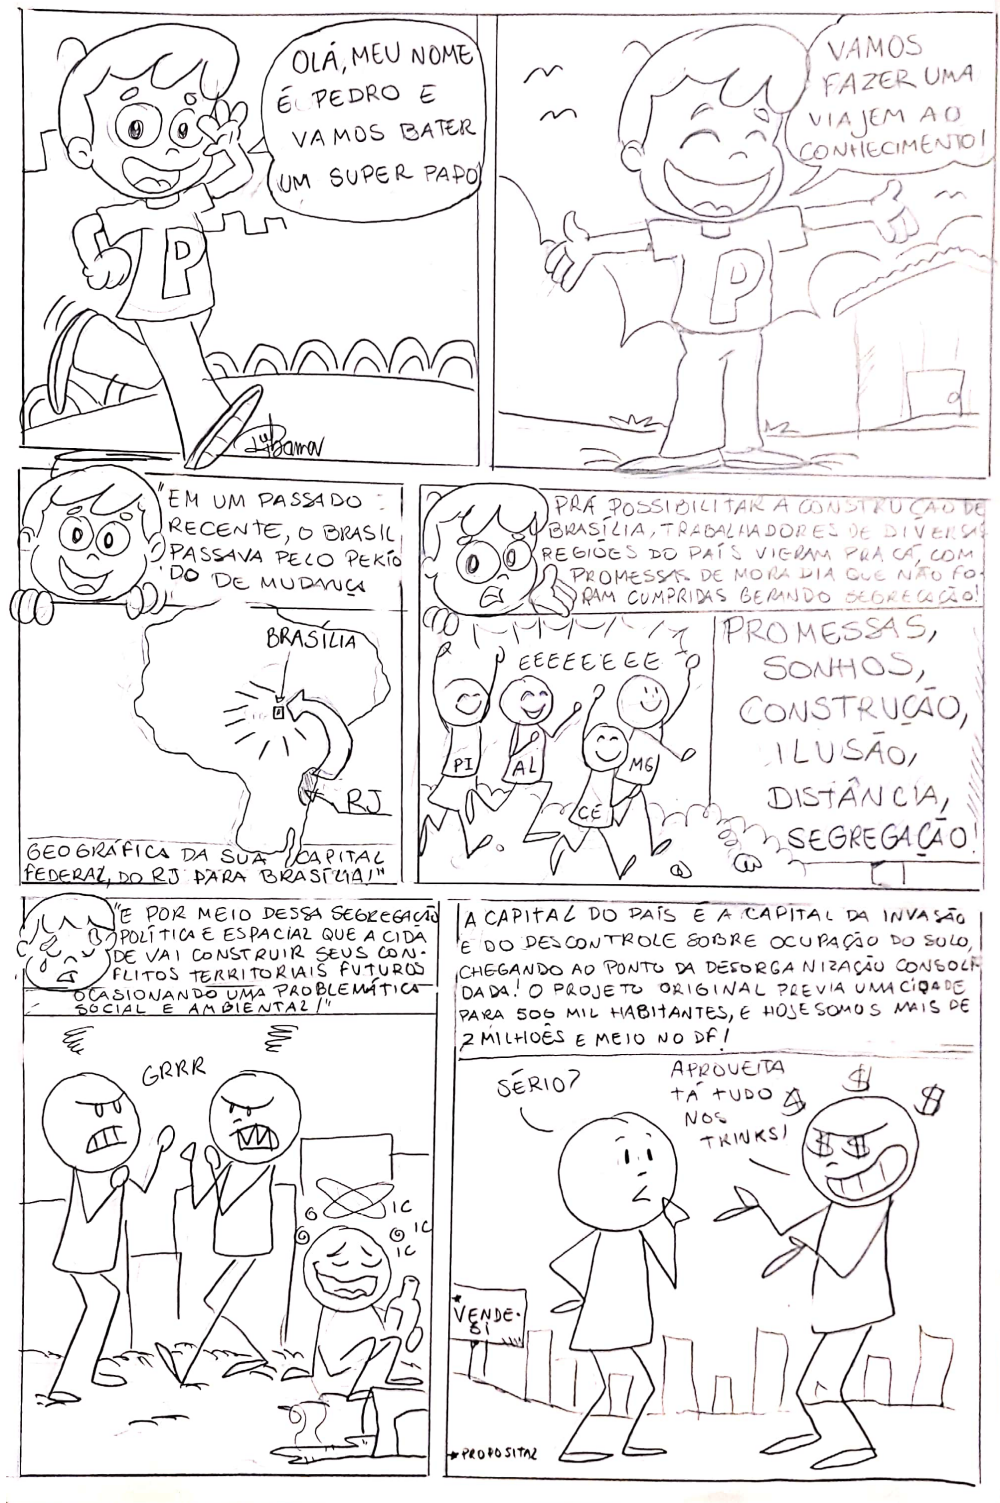 OLÁ, MEU NOME
É PEDRO E
VAMOS BATER
UM SUPER PAPO
VAMOS
FAZER UMA
VIAJEM AO
CONHECIMENTO!
P
P
"EM UM PASSADO
RECENTE, O BRASIL
PASSAVA PELO PERÍO
DO DE MUDANÇA
BRASÍLIA
RJ
GEOGRÁFICA DA SUA CAPITAL
FEDERAL, DO RJ PARA BRASÍLIA!"
PRA POSSIBILITAR A CONSTRUÇÃO DE
BRASÍLIA, TRABALHADORES DE DIVERSAS
REGIÕES DO PAÍS VIERAM PRA CÁ, COM
PROMESSAS DE MORADIA QUE NÃO FO-
RAM CUMPRIDAS GERANDO SEGREGAÇÃO!
EEEEEEEE
PI
AL
CE
MG
PROMESSAS,
SONHOS,
CONSTRUÇÃO,
ILUSÃO,
DISTÂNCIA,
SEGREGAÇÃO!
"E POR MEIO DESSA SEGREGAÇÃO
POLÍTICA E ESPACIAL QUE A CIDA
DE VAI CONSTRUIR SEUS CON-
FLITOS TERRITORIAIS FUTUROS
OCASIONANDO UMA PROBLEMÁTICA
SOCIAL E AMBIENTAL!"
GRRR
IC
IC
IC
A CAPITAL DO PAÍS E A CAPITAL DA INVASÃO
E DO DESCONTROLE SOBRE OCUPAÇÃO DO SOLO,
CHEGANDO AO PONTO DA DESORGANIZAÇÃO CONSOLI
DADA! O PROJETO ORIGINAL PREVIA UMA CIDADE
PARA 500 MIL HABITANTES, E HOJE SOMOS MAIS DE
2 MILHOÊS E MEIO NO DF!
SÉRIO?
APROVEITA
TÁ TUDO
NOS
TRINKS!
$
$
$
$ $
*VENDE-
SI
*PROPOSITAL